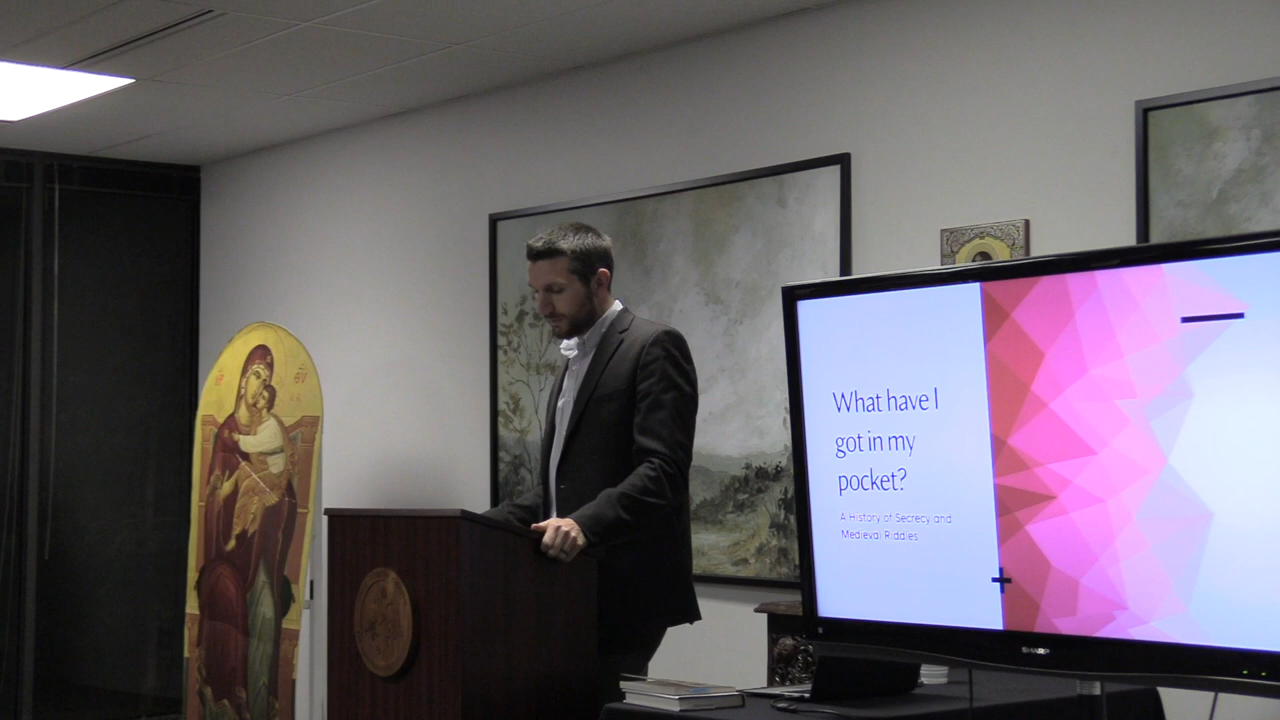 What have I
got in my
pocket?
A History of Secrecy and
Medieval Riddles
SHARP